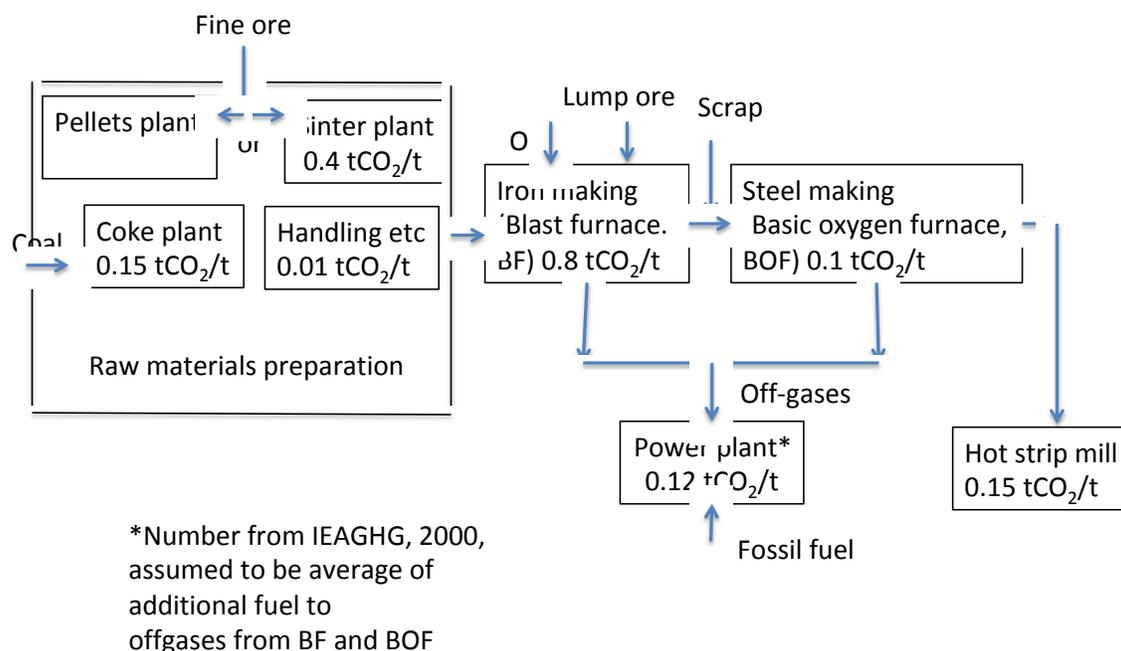 Fine ore
Pellets plant
or
Sinter plant
0.4 tCO₂/t
Coal
Coke plant
0.15 tCO₂/t
Handling etc
0.01 tCO₂/t
Raw materials preparation
O
Lump ore
Scrap
Iron making
(Blast furnace.
BF) 0.8 tCO₂/t
Steel making
Basic oxygen furnace,
BOF) 0.1 tCO₂/t
Off-gases
Power plant*
0.12 tCO₂/t
Fossil fuel
Hot strip mill
0.15 tCO₂/t
*Number from IEAGHG, 2000,
assumed to be average of
additional fuel to
offgases from BF and BOF